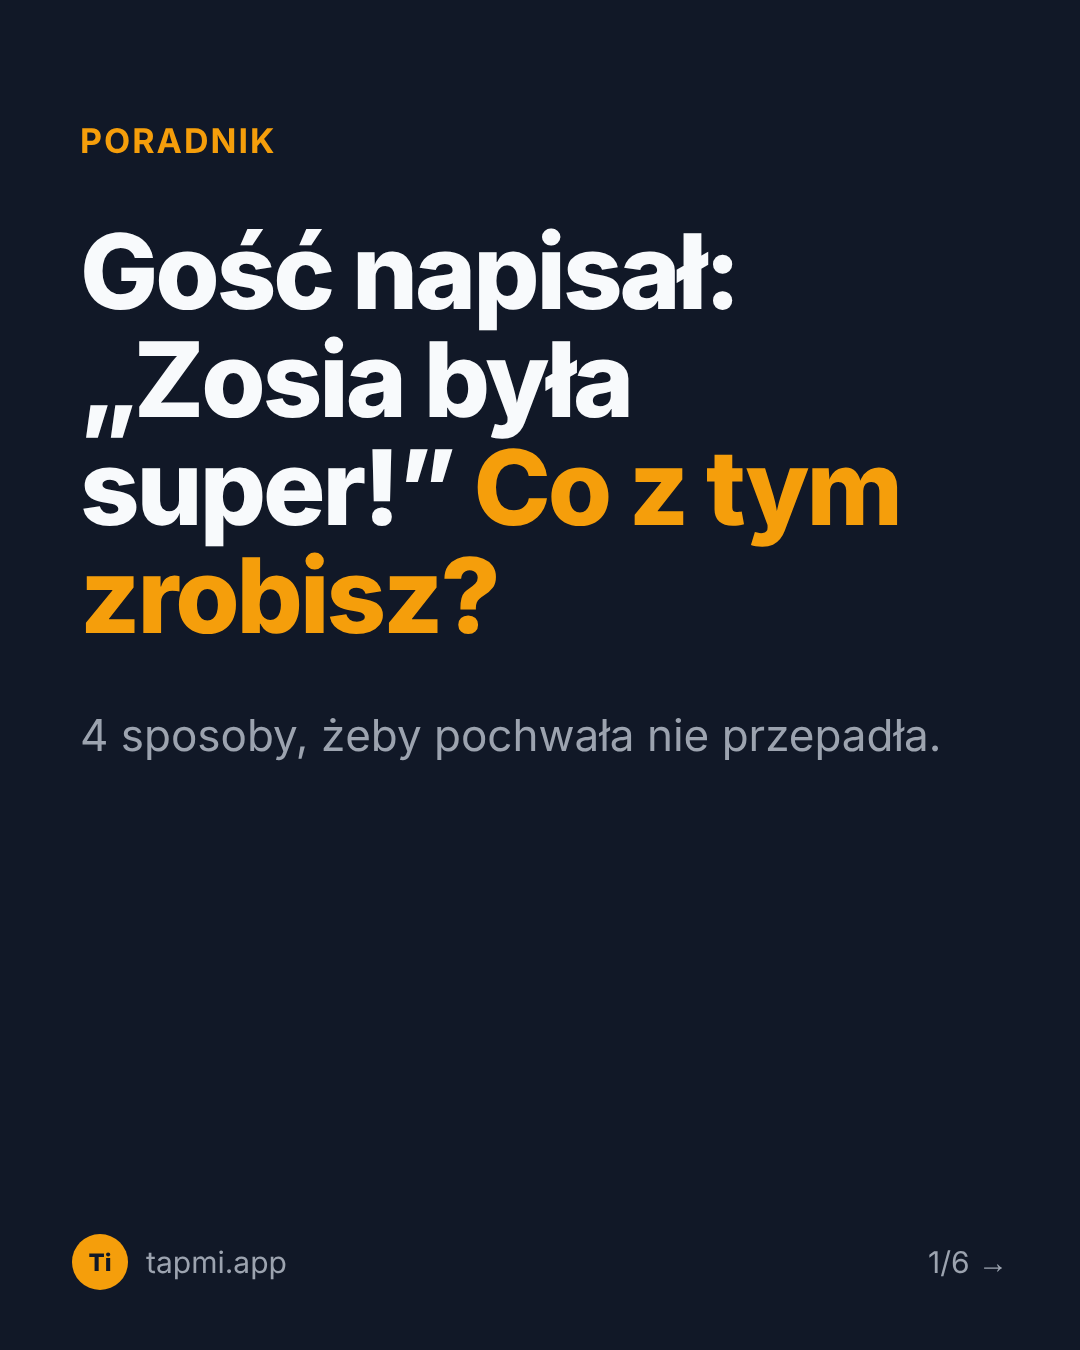 PORADNIK
Gość napisał:
„Zosia była
super!” Co z tym
zrobisz?
4 sposoby, żeby pochwała nie przepadła.
Ti tapmi.app
1/6 →